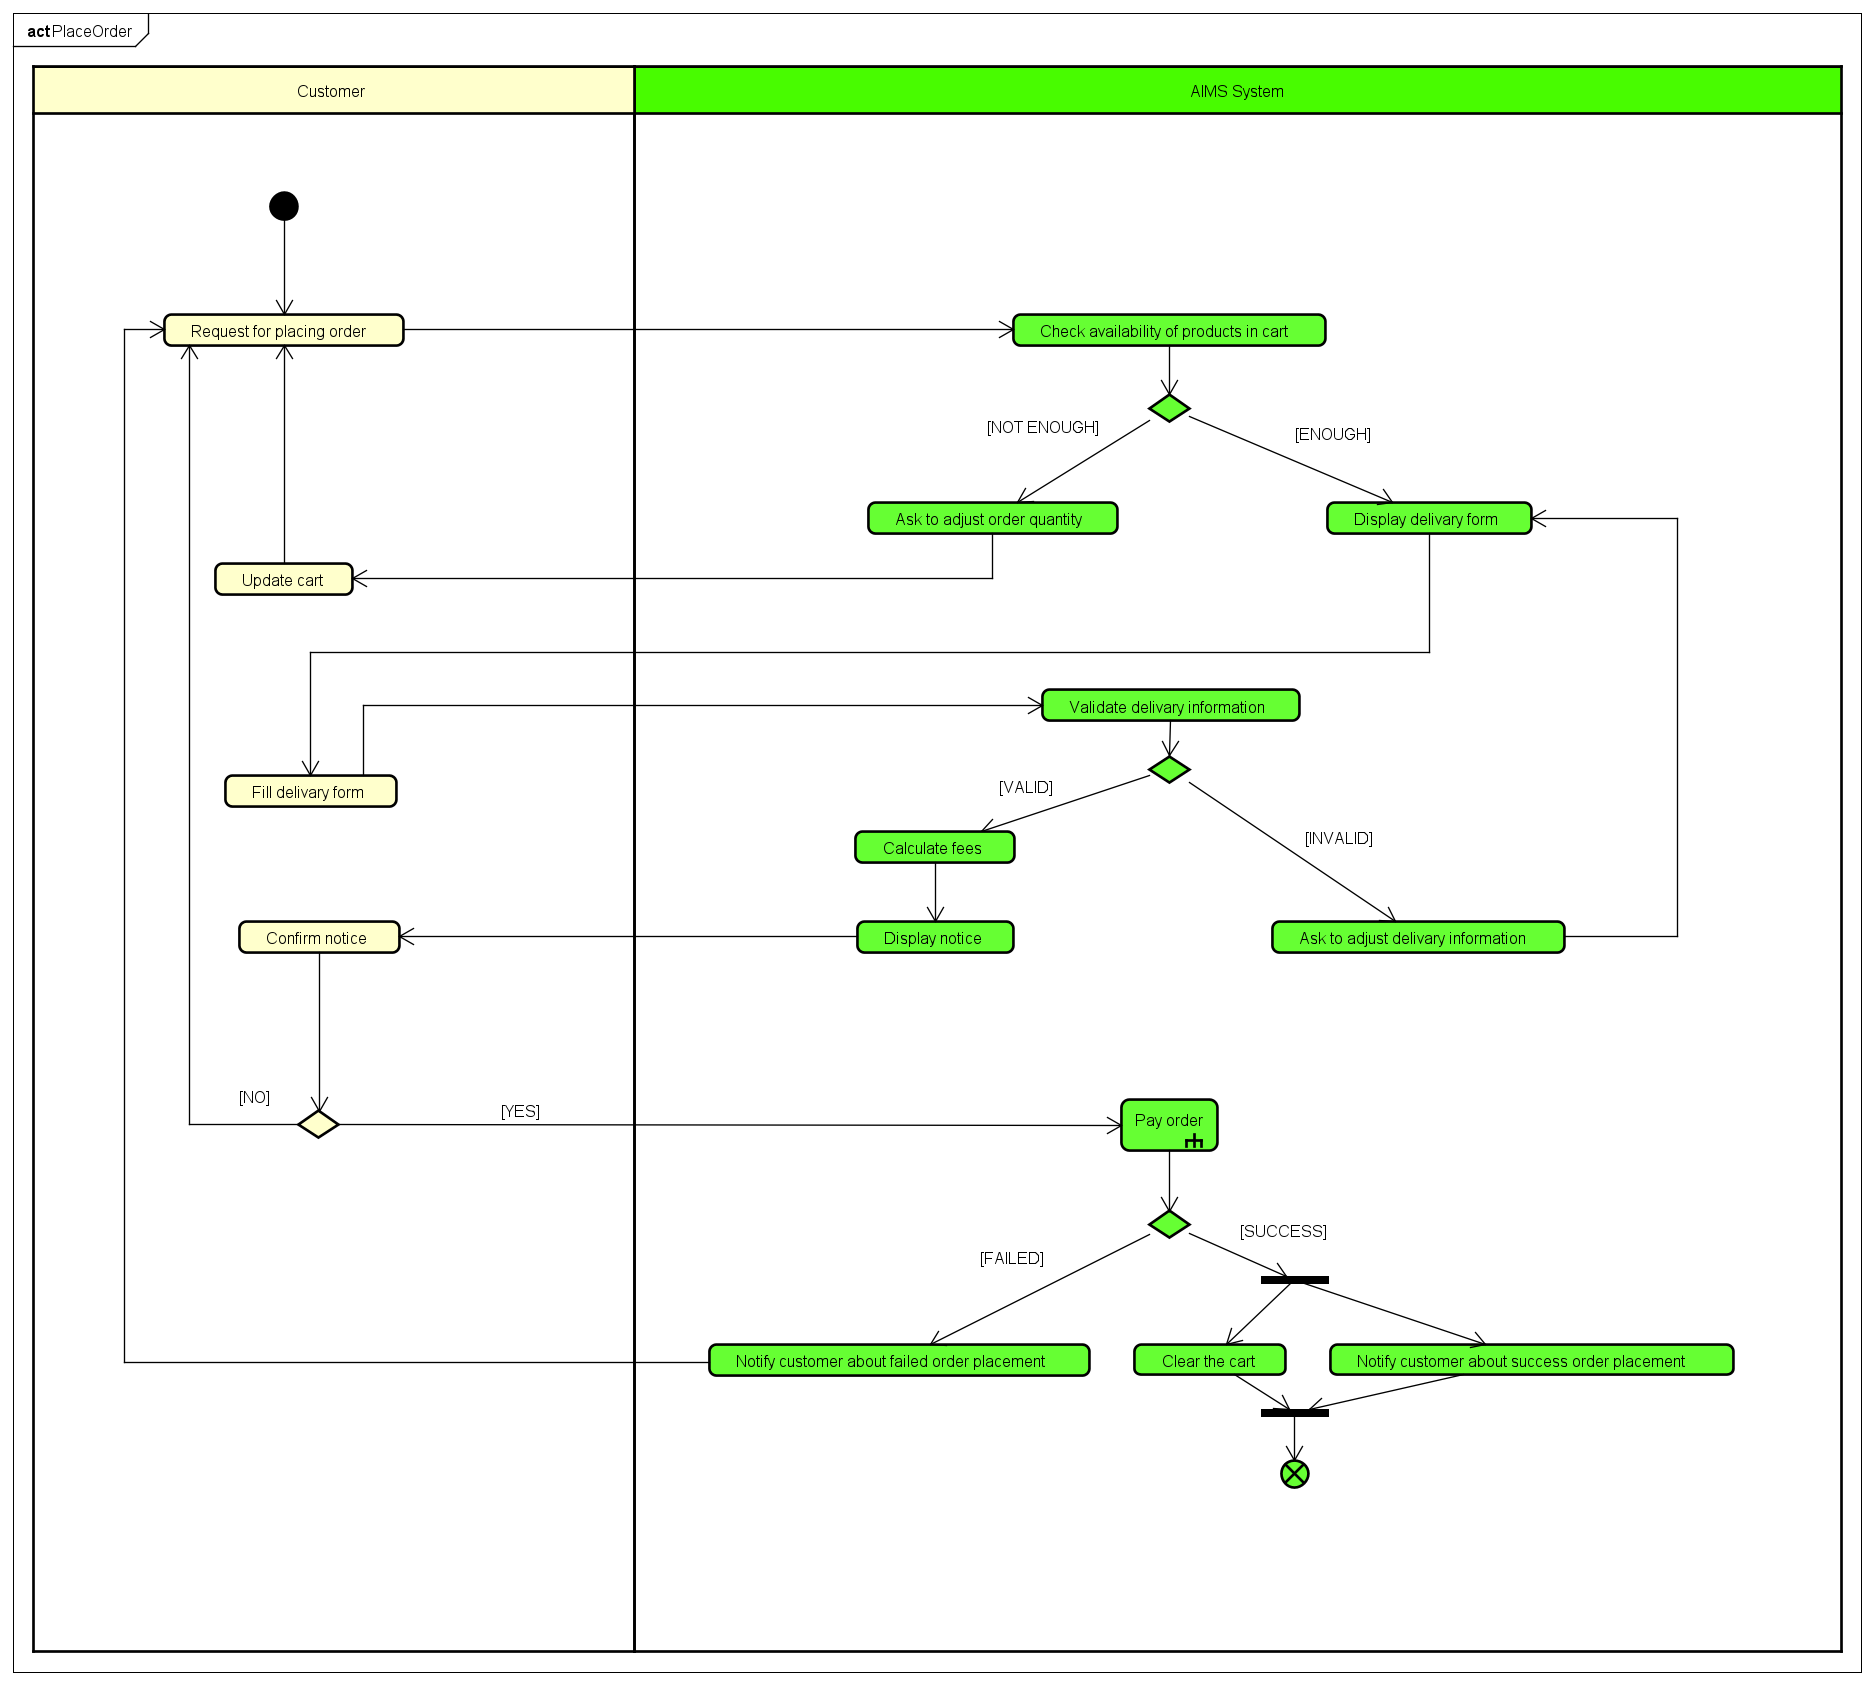 act PlaceOrder
Customer
AIMS System
Request for placing order
Check availability of products in cart
[NOT ENOUGH]
[ENOUGH]
Ask to adjust order quantity
Display delivary form
Update cart
Validate delivary information
Fill delivary form
[VALID]
[INVALID]
Calculate fees
Confirm notice
Display notice
Ask to adjust delivary information
[NO]
[YES]
Pay order
[SUCCESS]
[FAILED]
Notify customer about failed order placement
Clear the cart
Notify customer about success order placement